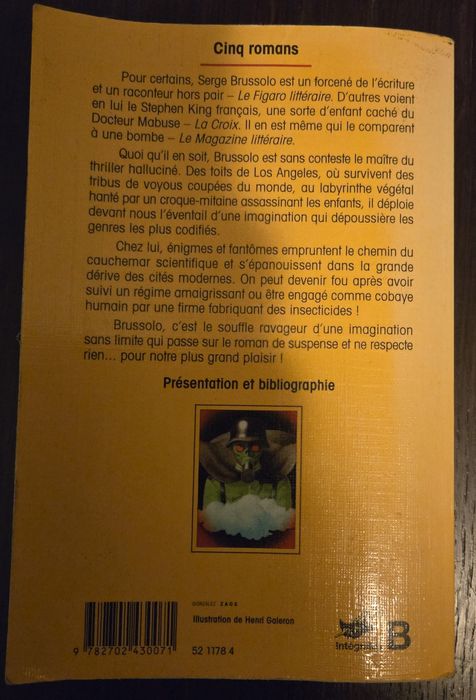 Cinq romans
Pour certains, Serge Brussolo est un forcené de l'écriture
et un raconteur hors pair – Le Figaro littéraire. D'autres voient
en lui le Stephen King français, une sorte d'enfant caché du
Docteur Mabuse – La Croix. Il en est même qui le comparent
à une bombe – Le Magazine littéraire.
Quoi qu'il en soit, Brussolo est sans conteste le maître du
thriller halluciné. Des toits de Los Angeles, où survivent des
tribus de voyous coupées du monde, au labyrinthe végétal
hanté par un croque-mitaine assassinant les enfants, il déploie
devant nous l'éventail d'une imagination qui dépoussière les
genres les plus codifiés.
Chez lui, énigmes et fantômes empruntent le chemin du
cauchemar scientifique et s'épanouissent dans la grande
dérive des cités modernes. On peut devenir fou après avoir
suivi un régime amaigrissant ou être engagé comme cobaye
humain par une firme fabriquant des insecticides !
Brussolo, c'est le souffle ravageur d'une imagination
sans limite qui passe sur le roman de suspense et ne respecte
rien... pour notre plus grand plaisir !
Présentation et bibliographie
GONZALEZ ZAGS
Illustration de Henri Galeron
9 782702 430071
52 1178 4
Intégrales
B